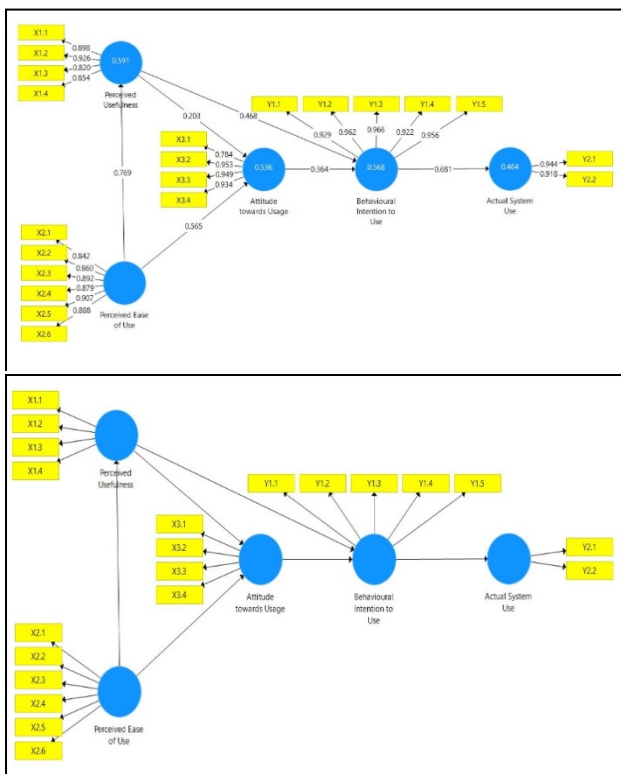 X1.1
X1.2
X1.3
X1.4
0.898
0.926
0.820
0.854
0.591
Perceived
Usefulness
0.203
0.468
Y1.1
Y1.2
Y1.3
Y1.4
Y1.5
0.929
0.962
0.966
0.922
0.956
X3.1
X3.2
X3.3
X3.4
0.784
0.953
0.949
0.934
0.536
0.364
0.568
0.681
0.464
0.944
0.918
Y2.1
Y2.2
Attitude
towards Usage
Behavioural
Intention to
Use
Actual System
Use
0.769
0.565
X2.1
X2.2
X2.3
X2.4
X2.5
X2.6
0.842
0.860
0.892
0.879
0.907
0.888
Perceived Ease
of Use
X1.1
X1.2
X1.3
X1.4
Perceived
Usefulness
Y1.1
Y1.2
Y1.3
Y1.4
Y1.5
X3.1
X3.2
X3.3
X3.4
Y2.1
Y2.2
Attitude
towards Usage
Behavioural
Intention to
Use
Actual System
Use
X2.1
X2.2
X2.3
X2.4
X2.5
X2.6
Perceived Ease
of Use